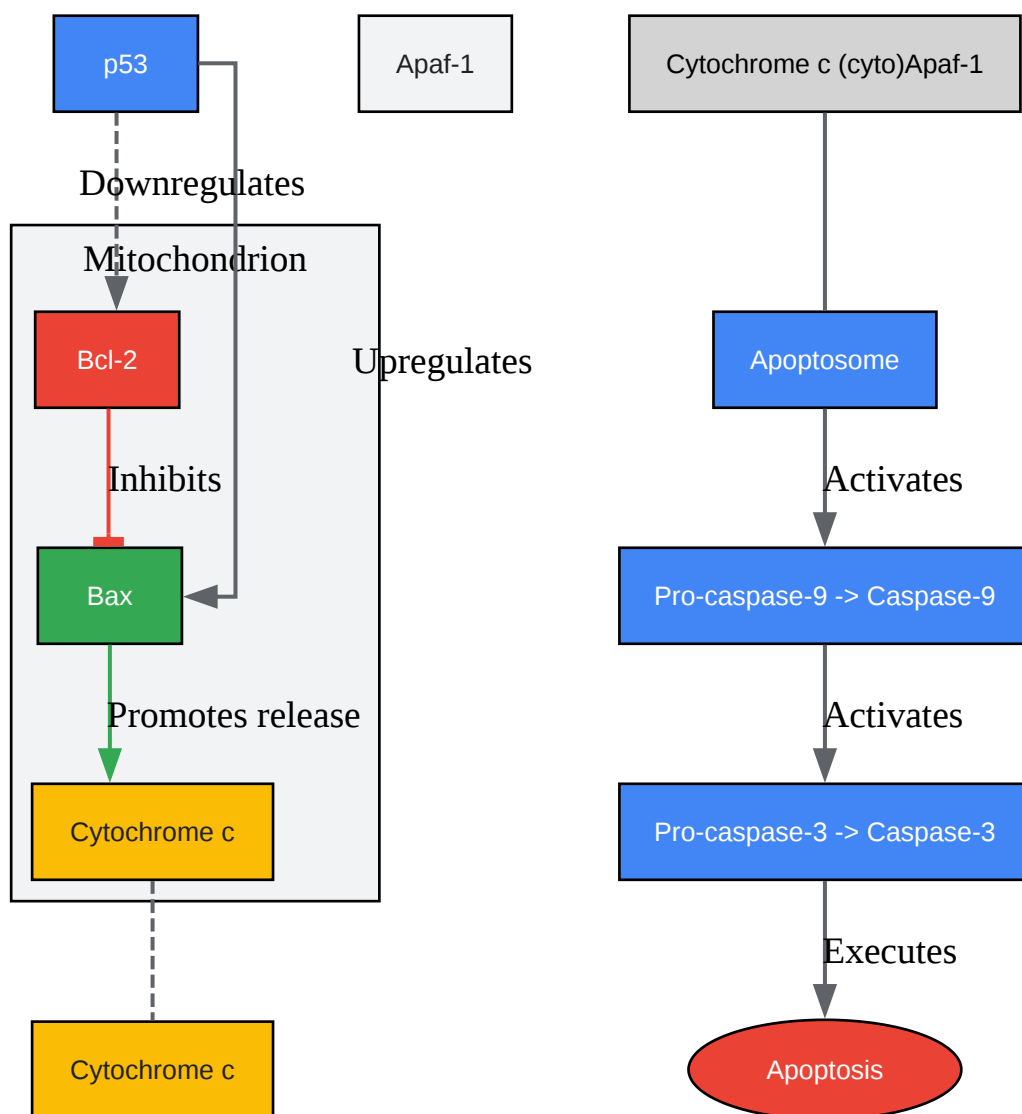 p53
Apaf-1
Cytochrome c (cyto)Apaf-1
Downregulates
Mitochondrion
Bcl-2
Upregulates
Apoptosome
Inhibits
Activates
Bax
Pro-caspase-9 -> Caspase-9
Promotes release
Activates
Cytochrome c
Pro-caspase-3 -> Caspase-3
Executes
Cytochrome c
Apoptosis